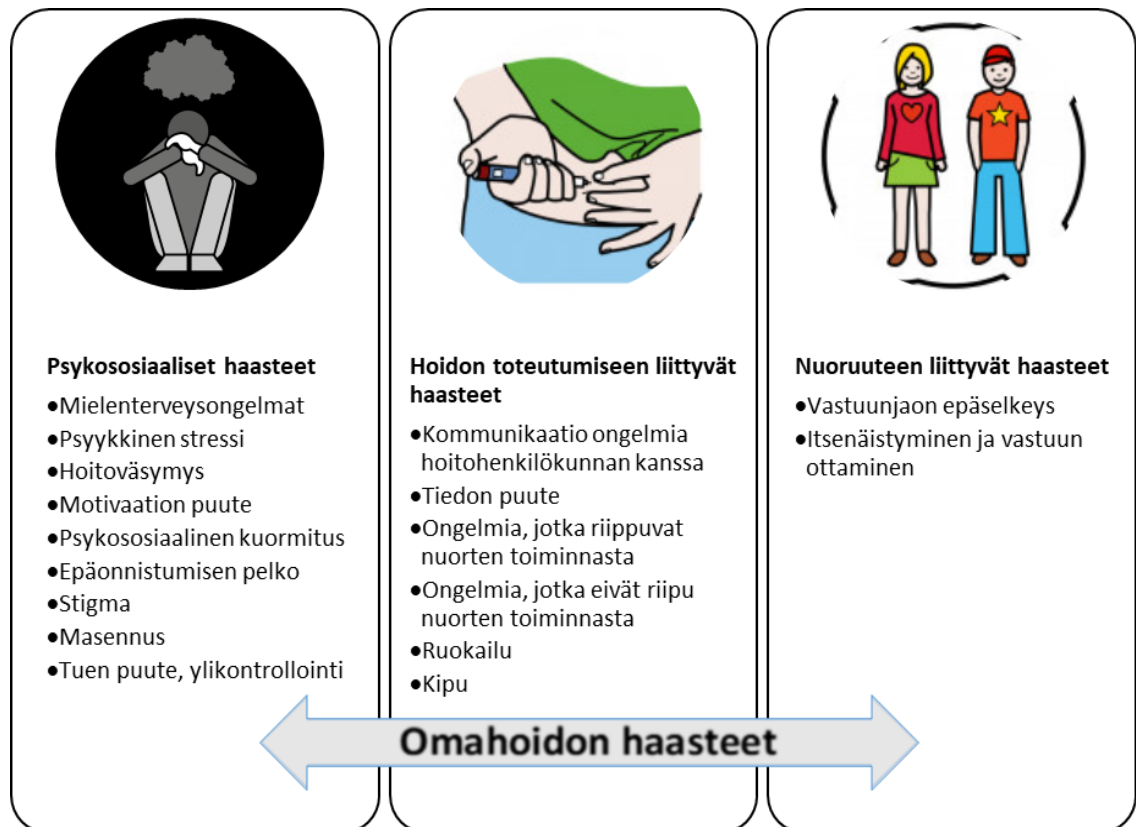 Psykososiaaliset haasteet
•Mielenterveysongelmat
•Psyykkinen stressi
•Hoitoväsymys
•Motivaation puute
•Psykososiaalinen kuormitus
•Epäonnistumisen pelko
•Stigma
•Masennus
•Tuen puute, ylikontrollointi
Hoidon toteutumiseen liittyvät
haasteet
•Kommunikaatio ongelmia
hoitohenkilökunnan kanssa
•Tiedon puute
•Ongelmia, jotka riippuvat
nuorten toiminnasta
•Ongelmia, jotka eivät riipu
nuorten toiminnasta
•Ruokailu
•Kipu
Nuoruuteen liittyvät haasteet
•Vastuunjaon epäselkeys
•Itsenäistyminen ja vastuun
ottaminen
Omahoidon haasteet